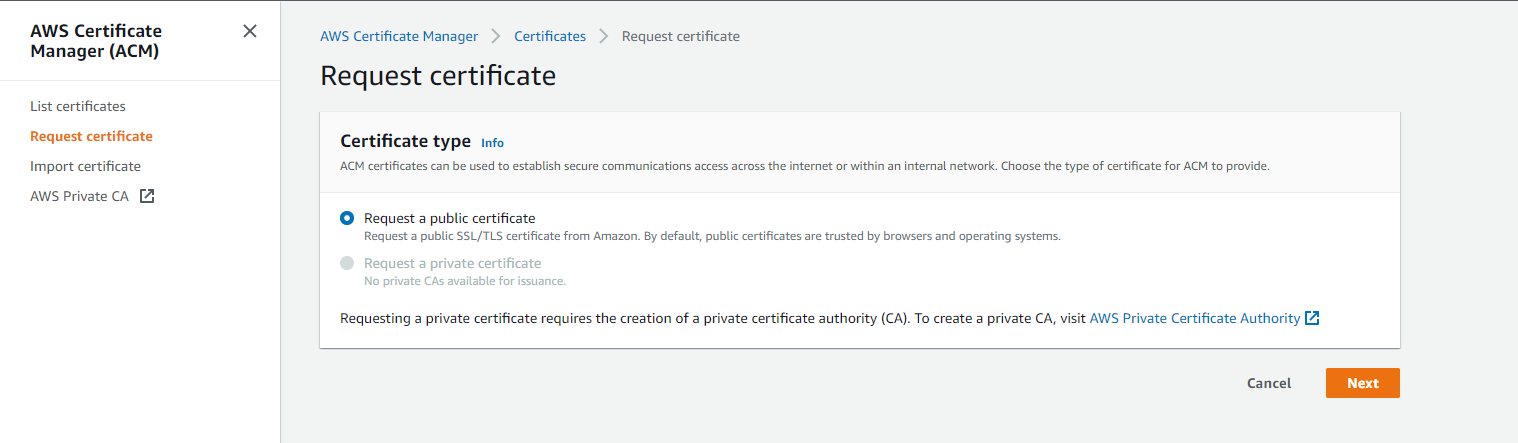 AWS Certificate
Manager (ACM)
List certificates
Request certificate
Import certificate
AWS Private CA
AWS Certificate Manager > Certificates > Request certificate
Request certificate
Certificate type Info
ACM certificates can be used to establish secure communications access across the internet or within an internal network. Choose the type of certificate for ACM to provide.
Request a public certificate
Request a public SSL/TLS certificate from Amazon. By default, public certificates are trusted by browsers and operating systems.
Request a private certificate
No private CAs available for issuance.
Requesting a private certificate requires the creation of a private certificate authority (CA). To create a private CA, visit AWS Private Certificate Authority
Cancel Next